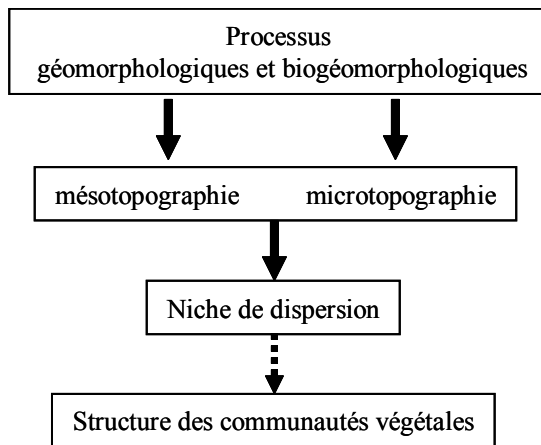 Processus
géomorphologiques et biogéomorphologiques
mésotopographie microtopographie
Niche de dispersion
Structure des communautés végétales